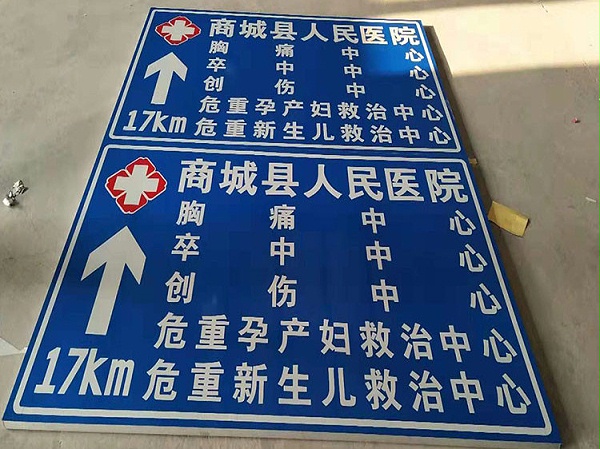 商城县人民医院
胸痛中心
卒中中心
创伤中心
危重孕产妇救治中心
17km
危重新生儿救治中心
商城县人民医院
胸痛中心
卒中中心
创伤中心
危重孕产妇救治中心
17km
危重新生儿救治中心